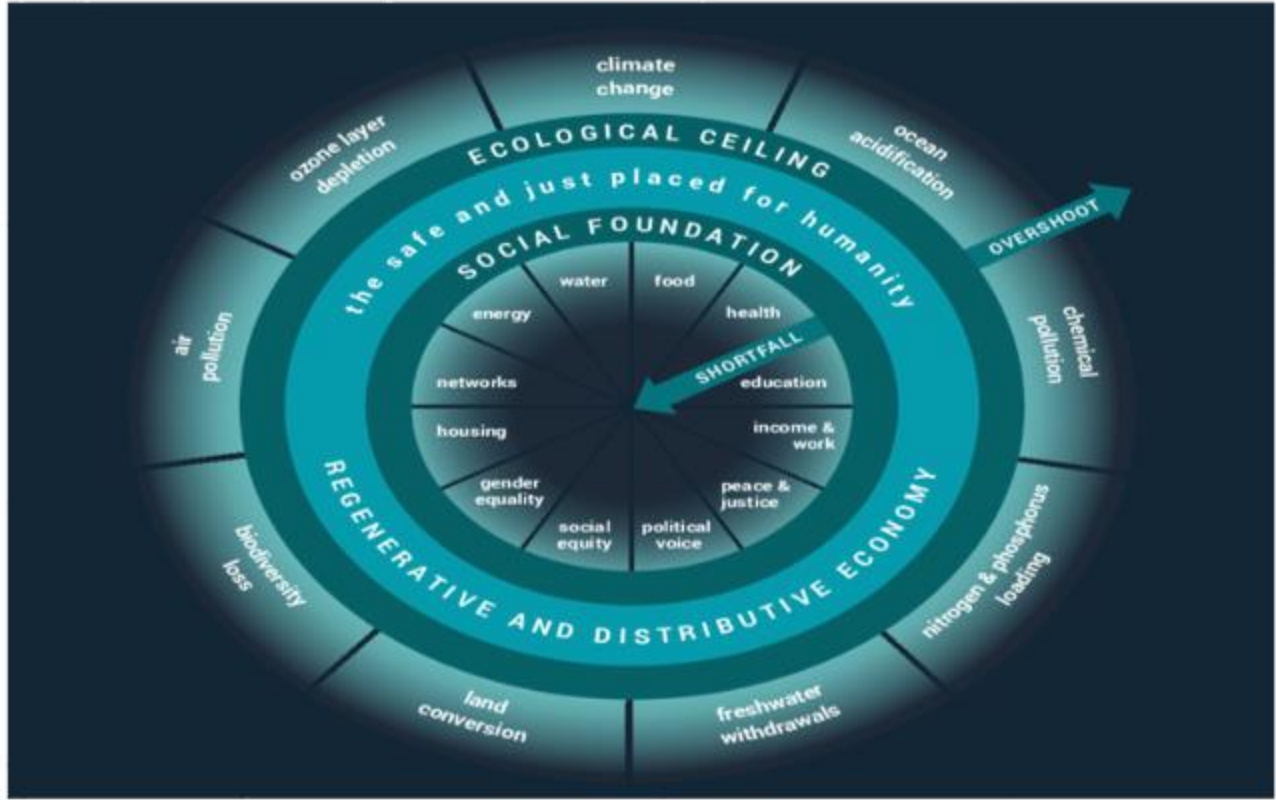 climate
change
ocean
acidification
OVERSHOOT
chemical
pollution
nitrogen & phosphorus
loading
freshwater
withdrawals
land
conversion
biodiversity
loss
air
pollution
ozone layer
depletion
ECOLOGICAL CEILING
the safe and just placed for humanity
SOCIAL FOUNDATION
water
food
energy
health
SHORTFALL
networks
education
housing
income &
work
gender
equality
peace &
justice
social
equity
political
voice
REGENERATIVE AND DISTRIBUTIVE ECONOMY